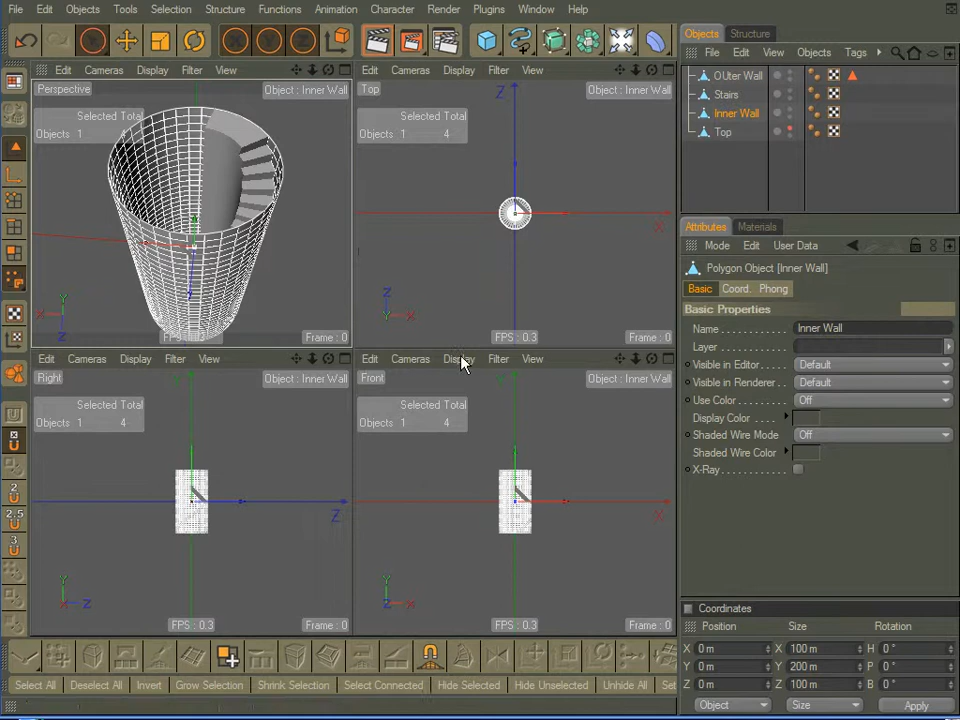 File Edit Objects Tools Selection Structure Functions Animation Character Render Plugins Window Help
Objects Structure
File Edit View Objects Tags
OUter Wall
Stairs
Inner Wall
Top
Edit Cameras Display Filter View
Perspective
Object : Inner Wall
Selected Total
Objects 1 4
Y
X
Z
Frame : 0
Edit Cameras Display Filter View
Top
Object : Inner Wall
Selected Total
Objects 1 4
Z
X
Z
Y X
FPS : 0.3
Frame : 0
Edit Cameras Display Filter View
Right
Object : Inner Wall
Selected Total
Objects 1 4
Z
Y
X Z
FPS : 0.3
Frame : 0
Edit Cameras Display Filter View
Front
Object : Inner Wall
Selected Total
Objects 1 4
X
Y
Z X
FPS : 0.3
Frame : 0
Attributes Materials
Mode Edit User Data
Polygon Object [Inner Wall]
Basic Coord. Phong
Basic Properties
Name Inner Wall
Layer
Visible in Editor Default
Visible in Renderer Default
Use Color Off
Display Color
Shaded Wire Mode Off
Shaded Wire Color
X-Ray
Coordinates
Position Size Rotation
X 0 m X 100 m H 0 °
Y 0 m Y 200 m P 0 °
Z 0 m Z 100 m B 0 °
Object Size Apply
2
2.5
3
Select All Deselect All Invert Grow Selection Shrink Selection Select Connected Hide Selected Hide Unselected Unhide All